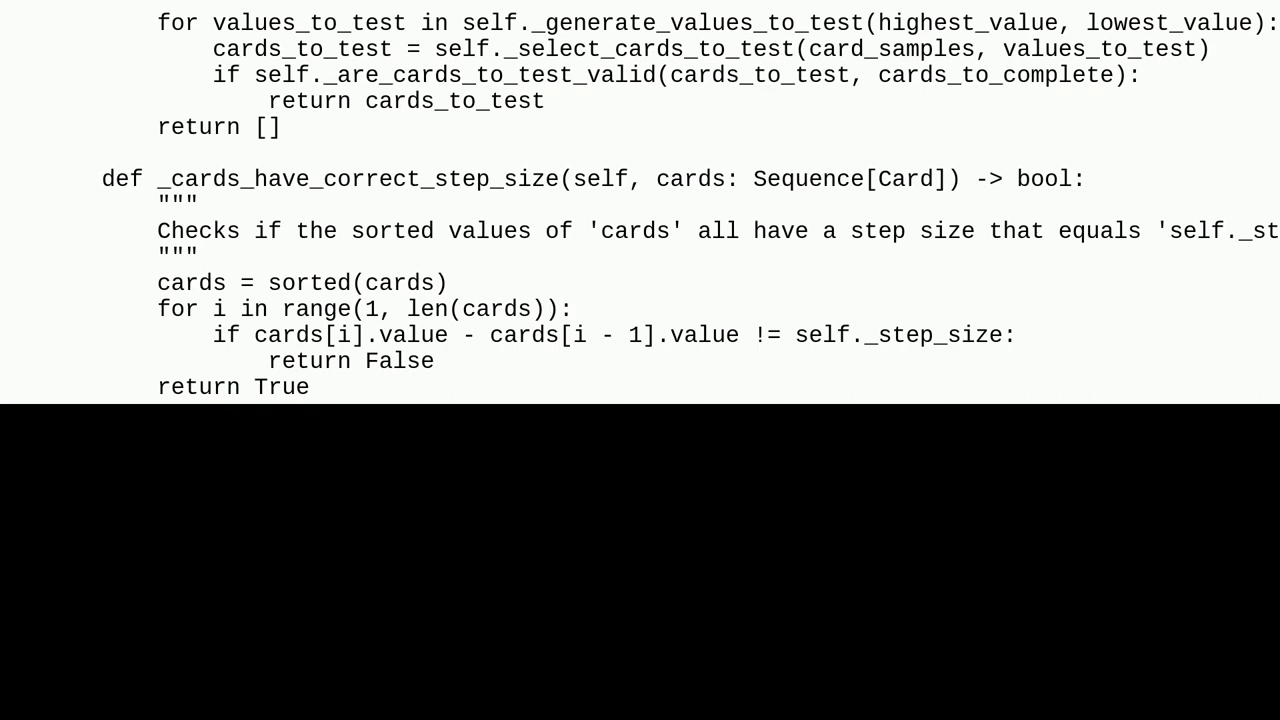 for values_to_test in self._generate_values_to_test(highest_value, lowest_value):
cards_to_test = self._select_cards_to_test(card_samples, values_to_test)
if self._are_cards_to_test_valid(cards_to_test, cards_to_complete):
return cards_to_test
return []
def _cards_have_correct_step_size(self, cards: Sequence[Card]) -> bool:
"""
Checks if the sorted values of 'cards' all have a step size that equals 'self._st
"""
cards = sorted(cards)
for i in range(1, len(cards)):
if cards[i].value - cards[i - 1].value != self._step_size:
return False
return True